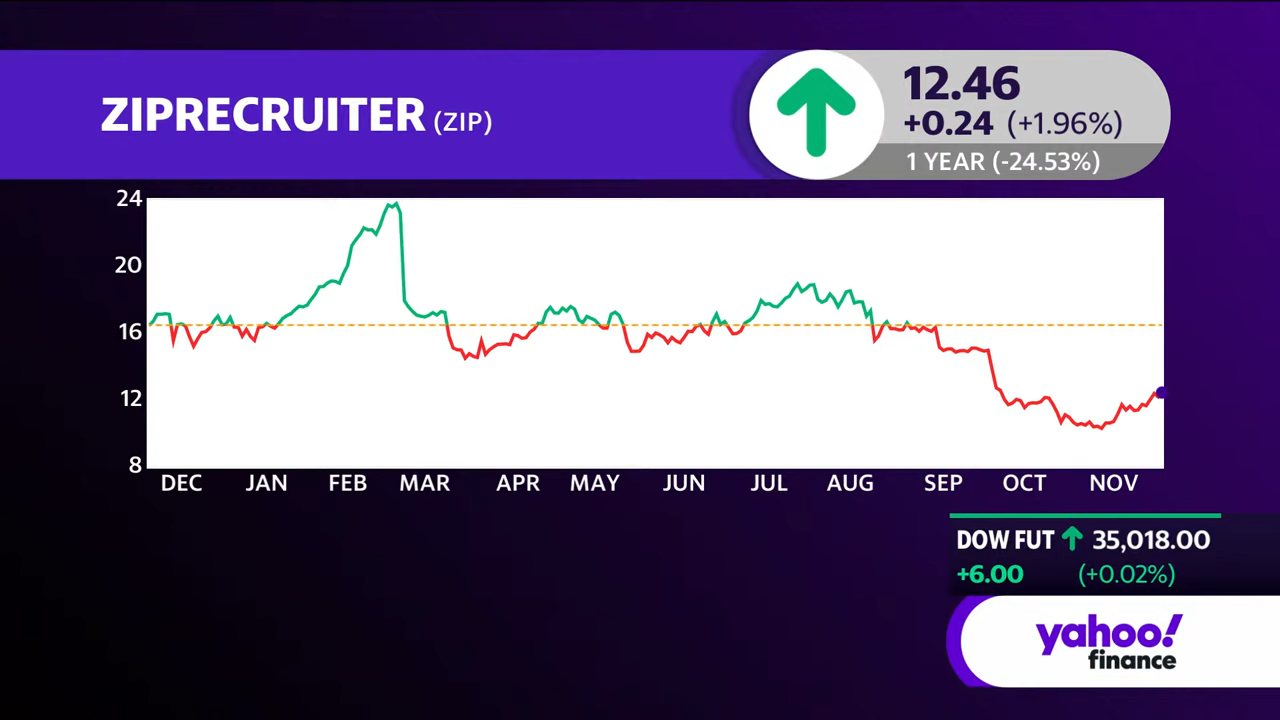 ZIPRECRUITER (ZIP)
12.46
+0.24 (+1.96%)
1 YEAR (-24.53%)
24
20
16
12
8
DEC JAN FEB MAR APR MAY JUN JUL AUG SEP OCT NOV
DOW FUT 35,018.00
+6.00 (+0.02%)
yahoo!
finance